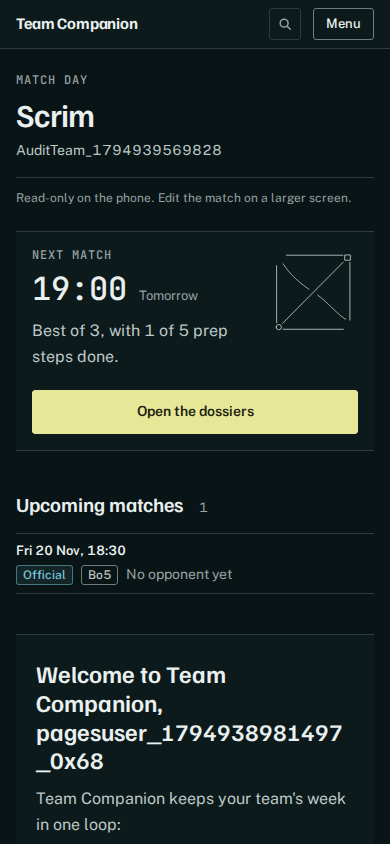 Team Companion
Menu
MATCH DAY
Scrim
AuditTeam_1794939569828
Read-only on the phone. Edit the match on a larger screen.
NEXT MATCH
19:00 Tomorrow
Best of 3, with 1 of 5 prep
steps done.
Open the dossiers
Upcoming matches 1
Fri 20 Nov, 18:30
Official Bo5 No opponent yet
Welcome to Team
Companion,
pagesuser_1794938981497
_0x68
Team Companion keeps your team's week
in one loop: